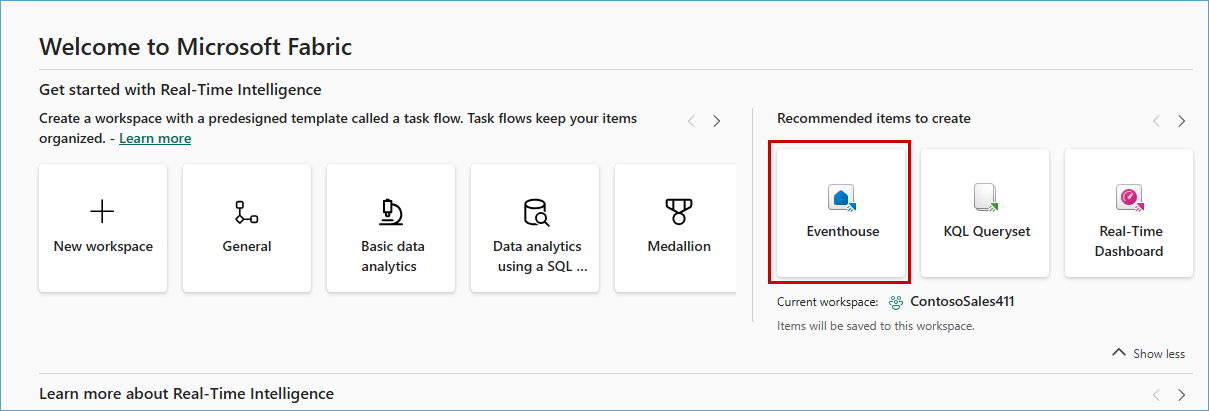 Welcome to Microsoft Fabric
Get started with Real-Time Intelligence
Create a workspace with a predesigned template called a task flow. Task flows keep your items
organized. - Learn more
New workspace
General
Basic data
analytics
Data analytics
using a SQL ...
Medallion
Recommended items to create
Eventhouse
KQL Queryset
Real-Time
Dashboard
Current workspace: ContosoSales411
Items will be saved to this workspace.
Show less
Learn more about Real-Time Intelligence